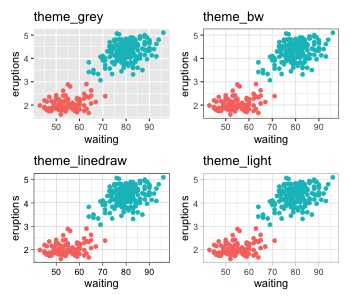 theme_grey
5
4
3
2
eruptions
50 60 70 80 90
waiting
theme_bw
5
4
3
2
eruptions
50 60 70 80 90
waiting
theme_linedraw
5
4
3
2
eruptions
50 60 70 80 90
waiting
theme_light
5
4
3
2
eruptions
50 60 70 80 90
waiting